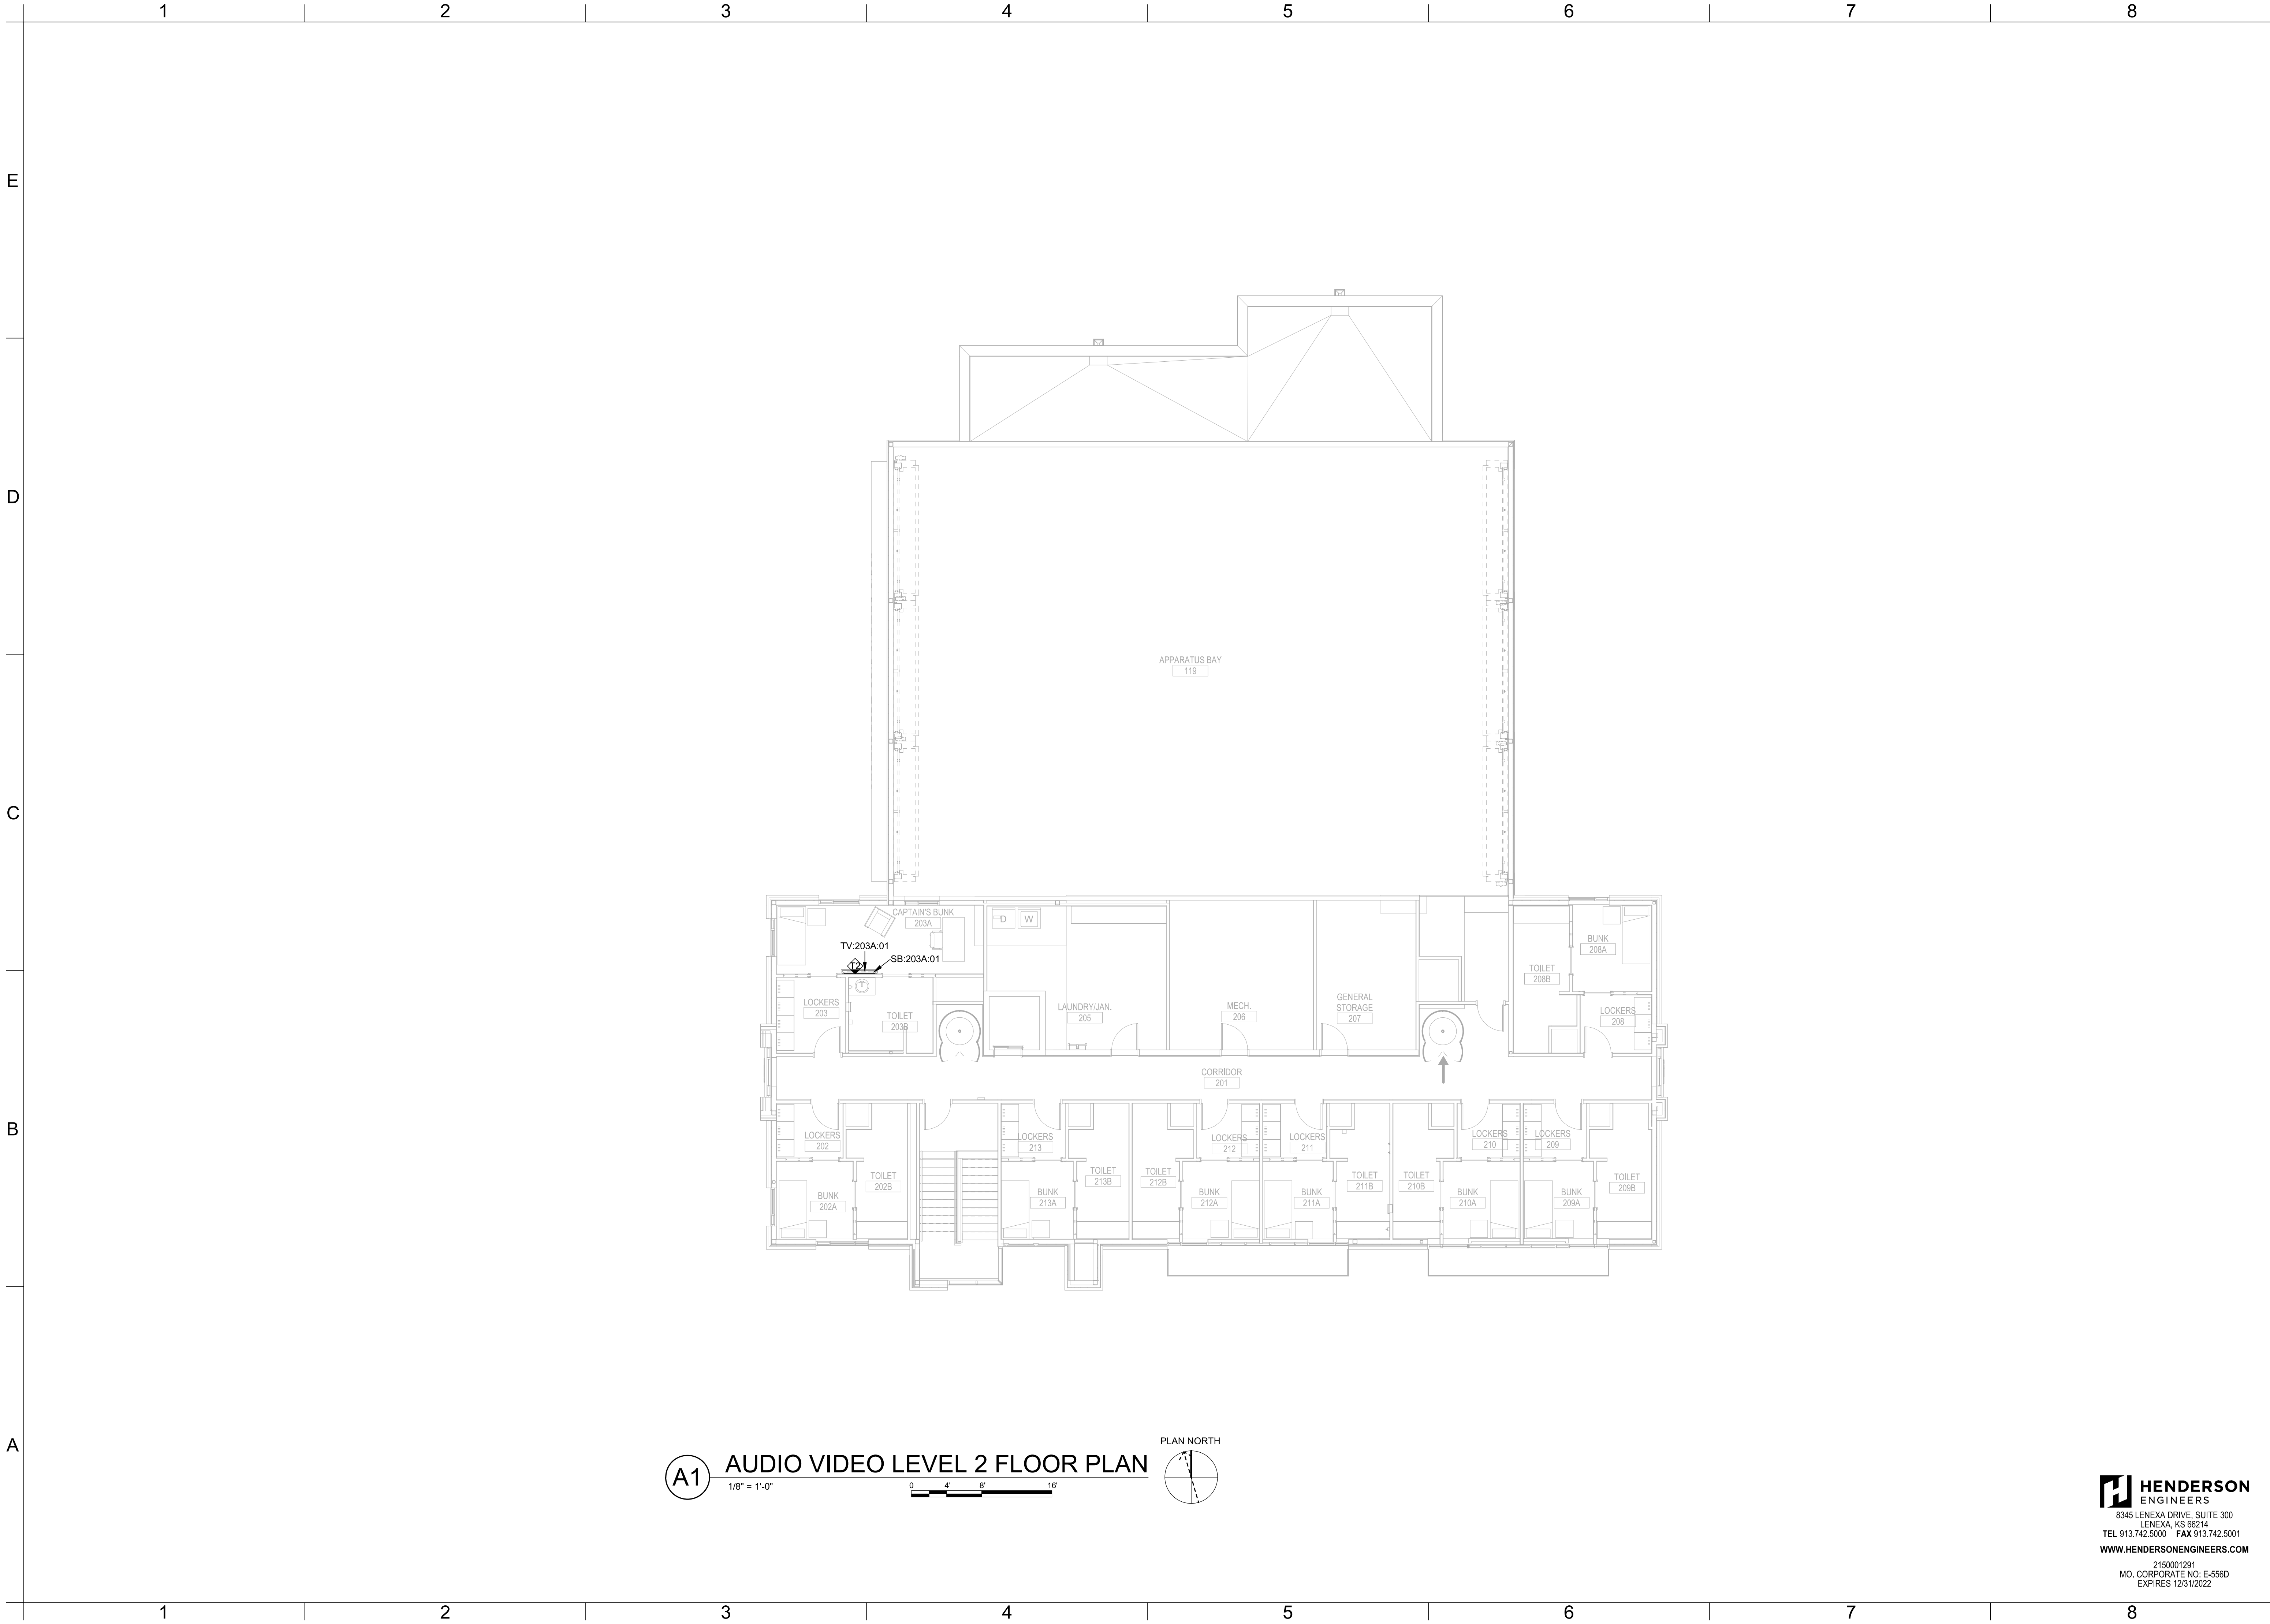 1 2 3 4 5 6 7 8
E
D
C
B
A
APPARATUS BAY
119
CAPTAIN'S BUNK
203A
D W
TV:203A:01
SB:203A:01
T2
LOCKERS
203
TOILET
203B
LAUNDRY/JAN.
205
MECH.
206
GENERAL
STORAGE
207
BUNK
208A
TOILET
208B
LOCKERS
208
CORRIDOR
201
LOCKERS
202
TOILET
202B
BUNK
202A
LOCKERS
213
BUNK
213A
TOILET
213B
TOILET
212B
LOCKERS
212
BUNK
212A
LOCKERS
211
BUNK
211A
TOILET
211B
TOILET
210B
LOCKERS
210
BUNK
210A
LOCKERS
209
BUNK
209A
TOILET
209B
A1
AUDIO VIDEO LEVEL 2 FLOOR PLAN
1/8" = 1'-0"
0 4' 8' 16'
PLAN NORTH
HENDERSON
ENGINEERS
8345 LENEXA DRIVE, SUITE 300
LENEXA, KS 66214
TEL 913.742.5000 FAX 913.742.5001
WWW.HENDERSONENGINEERS.COM
2150001291
MO. CORPORATE NO: E-556D
EXPIRES 12/31/2022
1 2 3 4 5 6 7 8